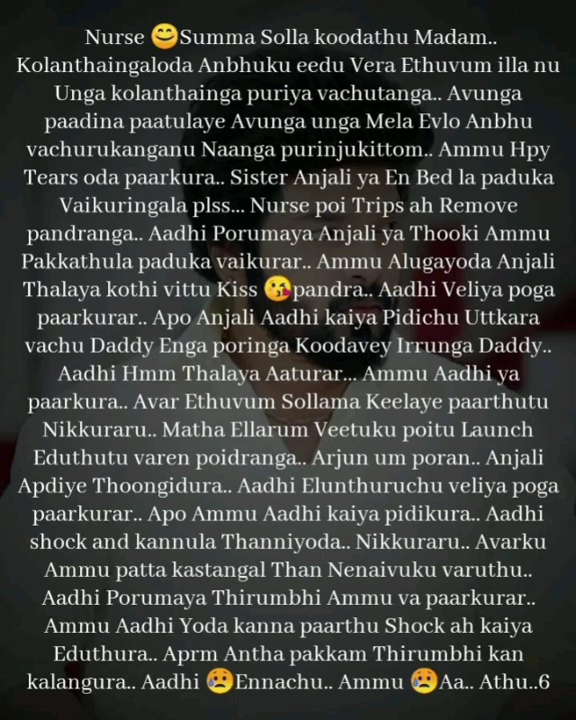 Nurse 😊Summa Solla koodathu Madam..
Kolanthaingaloda Anbhuku eedu Vera Ethuvum illa nu
Unga kolanthainga puriya vachutanga.. Avunga
paadina paatulaye Avunga unga Mela Evlo Anbhu
vachurukanganu Naanga purinjukittom.. Ammu Hpy
Tears oda paarkura.. Sister Anjali ya En Bed la paduka
Vaikuringala plss... Nurse poi Trips ah Remove
pandranga.. Aadhi Porumaya Anjali ya Thooki Ammu
Pakkathula paduka vaikurar.. Ammu Alugayoda Anjali
Thalaya kothi vittu Kiss 😘pandra.. Aadhi Veliya poga
paarkurar.. Apo Anjali Aadhi kaiya Pidichu Uttkara
vachu Daddy Enga poringa Koodavey Irrunga Daddy..
Aadhi Hmm Thalaya Aaturar... Ammu Aadhi ya
paarkura.. Avar Ethuvum Sollama Keelaye paarthutu
Nikkuraru.. Matha Ellarum Veetuku poitu Launch
Eduthutu varen poidranga.. Arjun um poran.. Anjali
Apdiye Thoongidura.. Aadhi Elunthuruchu veliya poga
paarkurar.. Apo Ammu Aadhi kaiya pidikura.. Aadhi
shock and kannula Thanniyoda.. Nikkuraru.. Avarku
Ammu patta kastangal Than Nenaivuku varuthu..
Aadhi Porumaya Thirumbhi Ammu va paarkurar..
Ammu Aadhi Yoda kanna paarthu Shock ah kaiya
Eduthura.. Aprm Antha pakkam Thirumbhi kan
kalangura.. Aadhi 😥Ennachu.. Ammu 😥Aa.. Athu..6